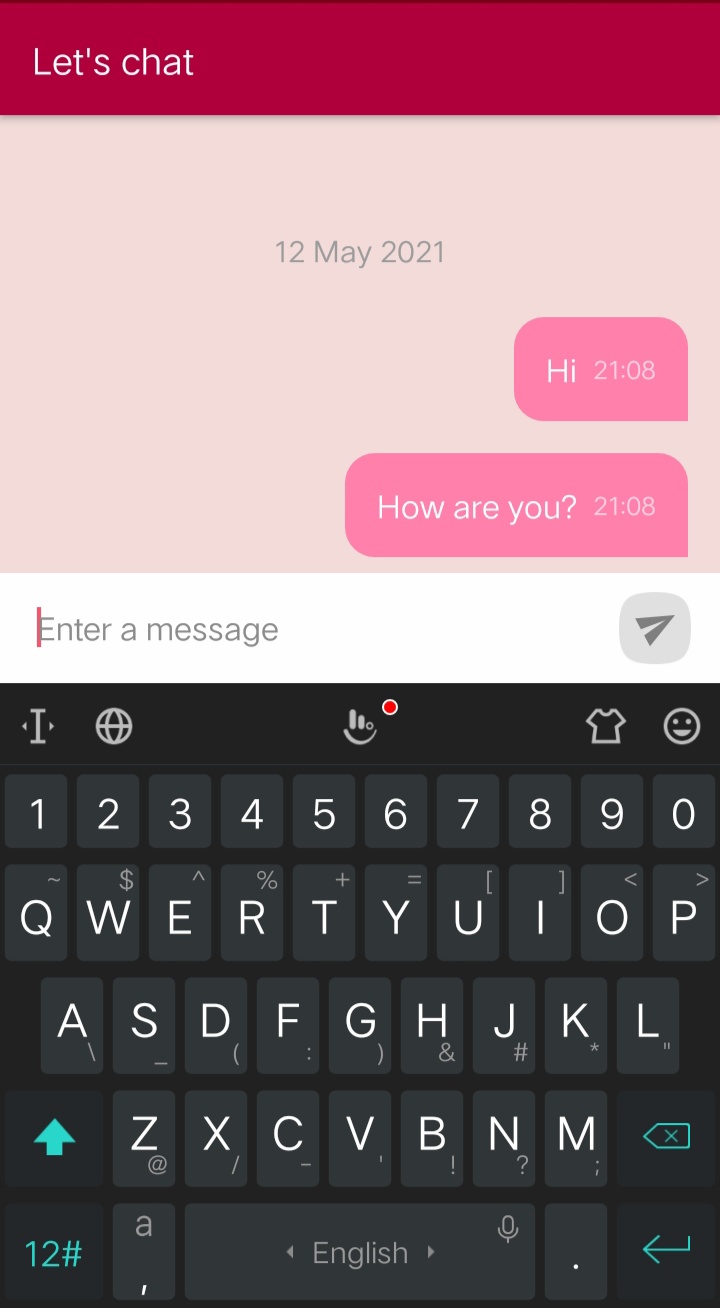 Let's chat
12 May 2021
Hi 21:08
How are you? 21:08
Enter a message
1 2 3 4 5 6 7 8 9 0
~ $ ^ % + = [ ] < >
Q W E R T Y U I O P
A S D F G H J K L
\ _ ( : ) & # * "
Z X C V B N M
@ / - ' ! ? ;
12# a , English .